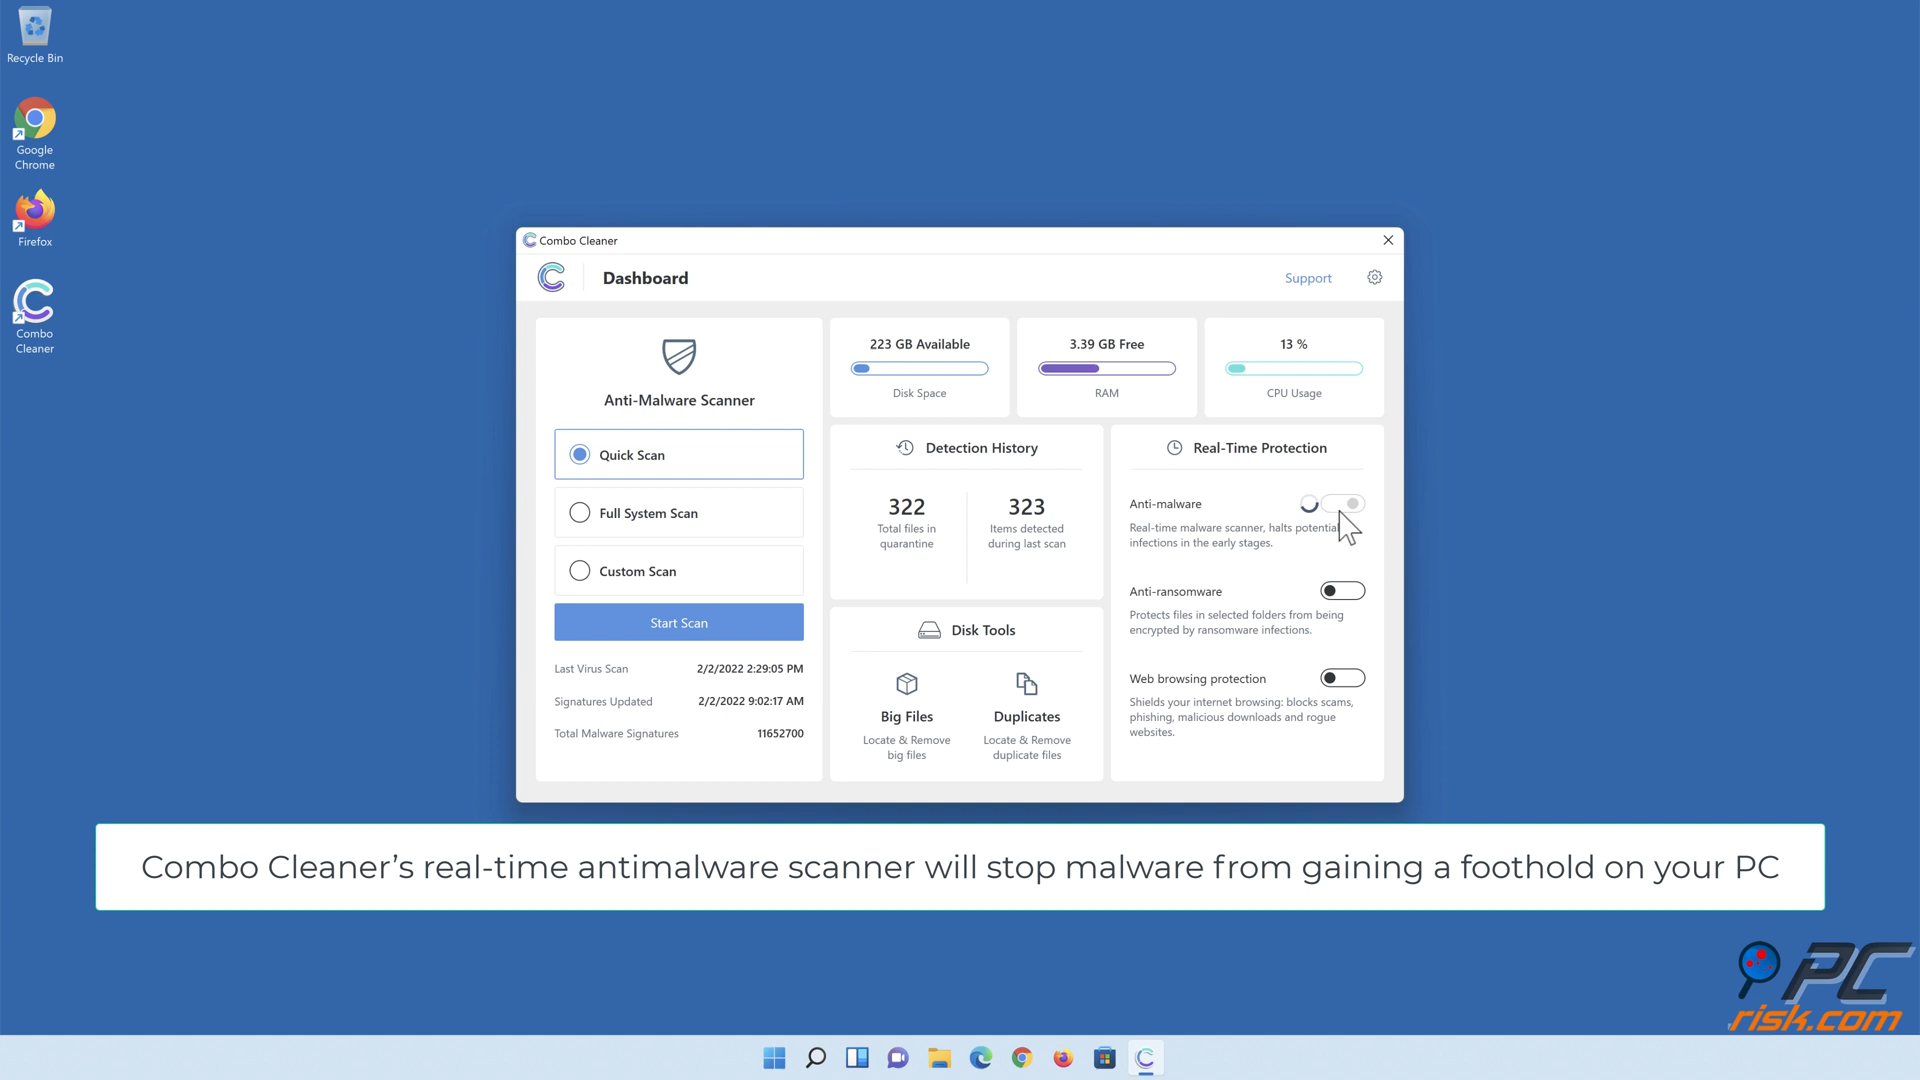 Recycle Bin
Google
Chrome
Firefox
Combo
Cleaner
Combo Cleaner
Dashboard
Support
Anti-Malware Scanner
Quick Scan
Full System Scan
Custom Scan
Start Scan
Last Virus Scan 2/2/2022 2:29:05 PM
Signatures Updated 2/2/2022 9:02:17 AM
Total Malware Signatures 11652700
223 GB Available
Disk Space
3.39 GB Free
RAM
13 %
CPU Usage
Detection History
322
Total files in
quarantine
323
Items detected
during last scan
Disk Tools
Big Files
Locate & Remove
big files
Duplicates
Locate & Remove
duplicate files
Real-Time Protection
Anti-malware
Real-time malware scanner, halts potential
infections in the early stages.
Anti-ransomware
Protects files in selected folders from being
encrypted by ransomware infections.
Web browsing protection
Shields your internet browsing: blocks scams,
phishing, malicious downloads and rogue
websites.
Combo Cleaner’s real-time antimalware scanner will stop malware from gaining a foothold on your PC
PC
risk.com